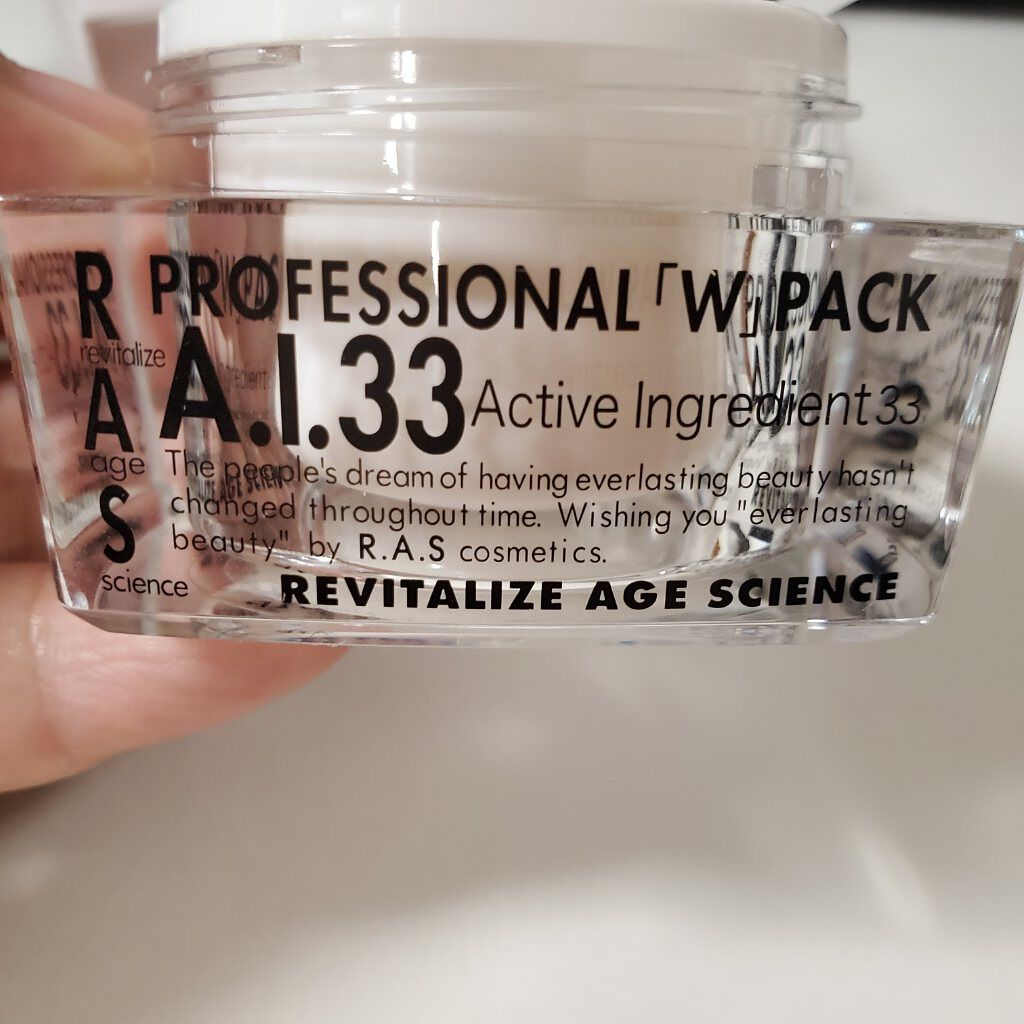 R PROFESSIONAL「W」PACK
revitalize
A A.I.33 Active Ingredient 33
age The people's dream of having everlasting beauty hasn't
changed throughout time. Wishing you "everlasting
S beauty" by R.A.S cosmetics.
science REVITALIZE AGE SCIENCE